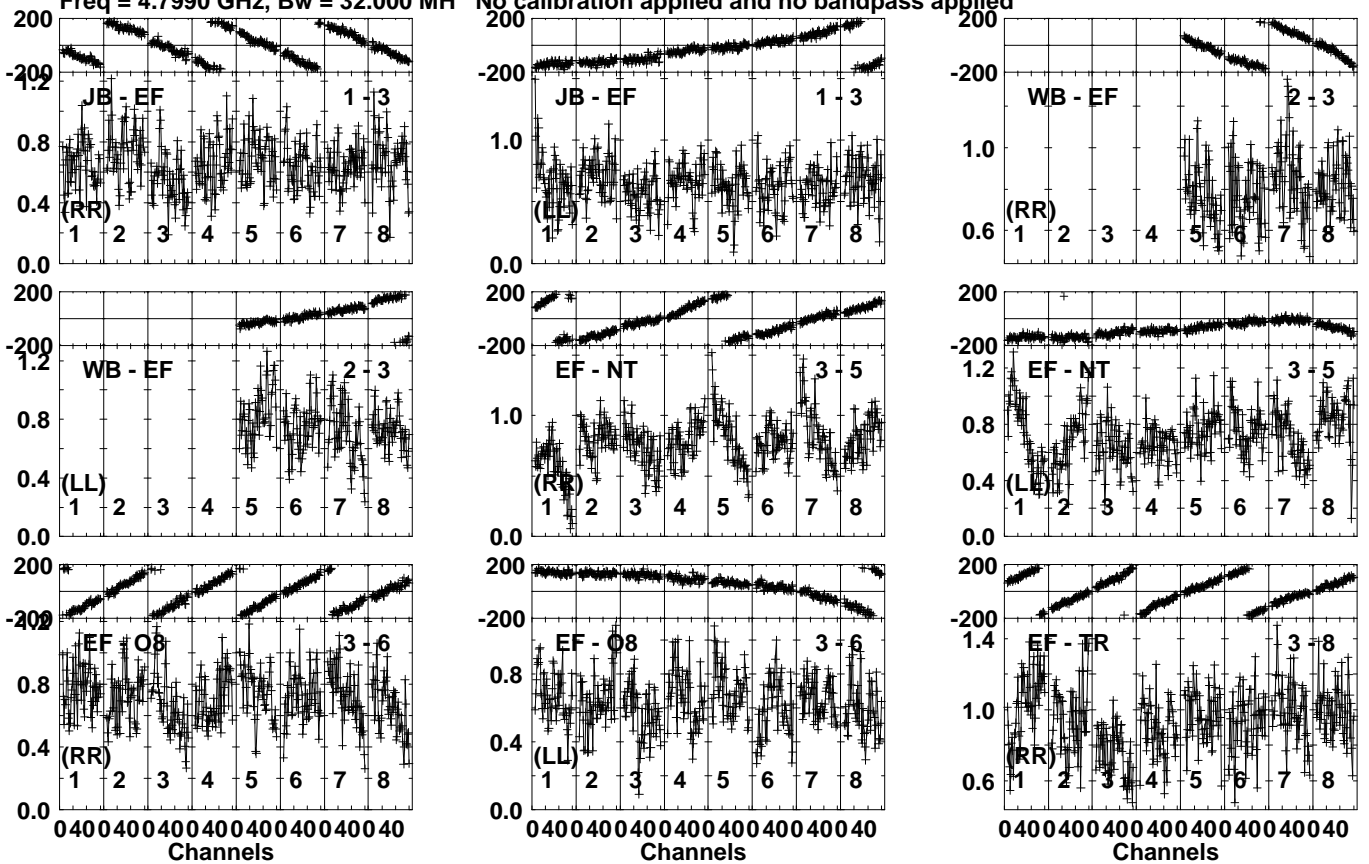 Freq = 4.7990 GHz, Bw = 32.000 MH No calibration applied and no bandpass applied
200 200 200
-200 -200 -200
1.2
JB - EF 1 - 3 JB - EF 1 - 3 WB - EF 2 - 3
0.8 1.0 1.0
0.4
(RR) (LL) (RR) 0.6
1 2 3 4 5 6 7 8 1 2 3 4 5 6 7 8 1 2 3 4 5 6 7 8
0.0 0.0
200 200 200
-200 -200 -200
1.2 1.2
WB - EF 2 - 3 EF - NT 3 - 5 EF - NT 3 - 5
1.0
0.8 0.8
0.4 0.4
(LL) (RR) (LL)
1 2 3 4 5 6 7 8 1 2 3 4 5 6 7 8 1 2 3 4 5 6 7 8
0.0 0.0 0.0
200 200 200
-200 -200 -200
1.2
EF - O8 3 - 6 EF - O8 3 - 6 EF - TR 3 - 8
1.4
0.8 0.8 1.0
0.4 0.4
(RR) (LL) (RR) 0.6
1 2 3 4 5 6 7 8 1 2 3 4 5 6 7 8 1 2 3 4 5 6 7 8
0.0 0.0
0 40 0 40 0 40 0 40 0 40 0 40 0 40 0 40 0 40 0 40 0 40 0 40 0 40 0 40 0 40 0 40 0 40 0 40 0 40 0 40 0 40 0 40 0 40 0 40
Channels Channels Channels